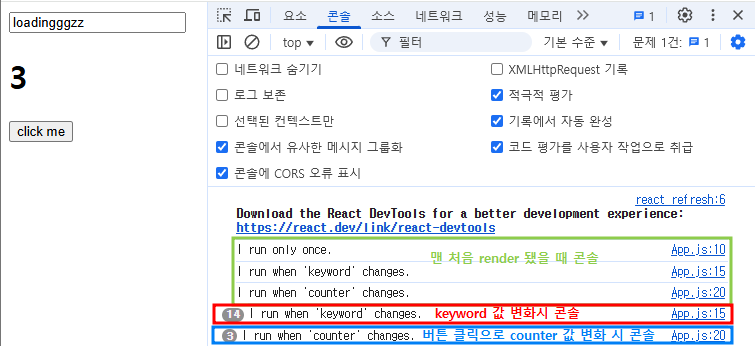 loadingggzz
3
click me
요소 콘솔 소스 네트워크 성능 메모리 1
top 필터 기본 수준 문제 1건: 1
네트워크 숨기기 XMLHttpRequest 기록
로그 보존 적극적 평가
선택된 컨텍스트만 기록에서 자동 완성
콘솔에서 유사한 메시지 그룹화 코드 평가를 사용자 작업으로 취급
콘솔에 CORS 오류 표시
react refresh:6
Download the React DevTools for a better development experience:
https://react.dev/link/react-devtools
I run only once. App.js:10
맨 처음 render 됐을 때 콘솔
I run when 'keyword' changes. App.js:15
I run when 'counter' changes. App.js:20
14 I run when 'keyword' changes. keyword 값 변화시 콘솔 App.js:15
3 I run when 'counter' changes. 버튼 클릭으로 counter 값 변화 시 콘솔 App.js:20